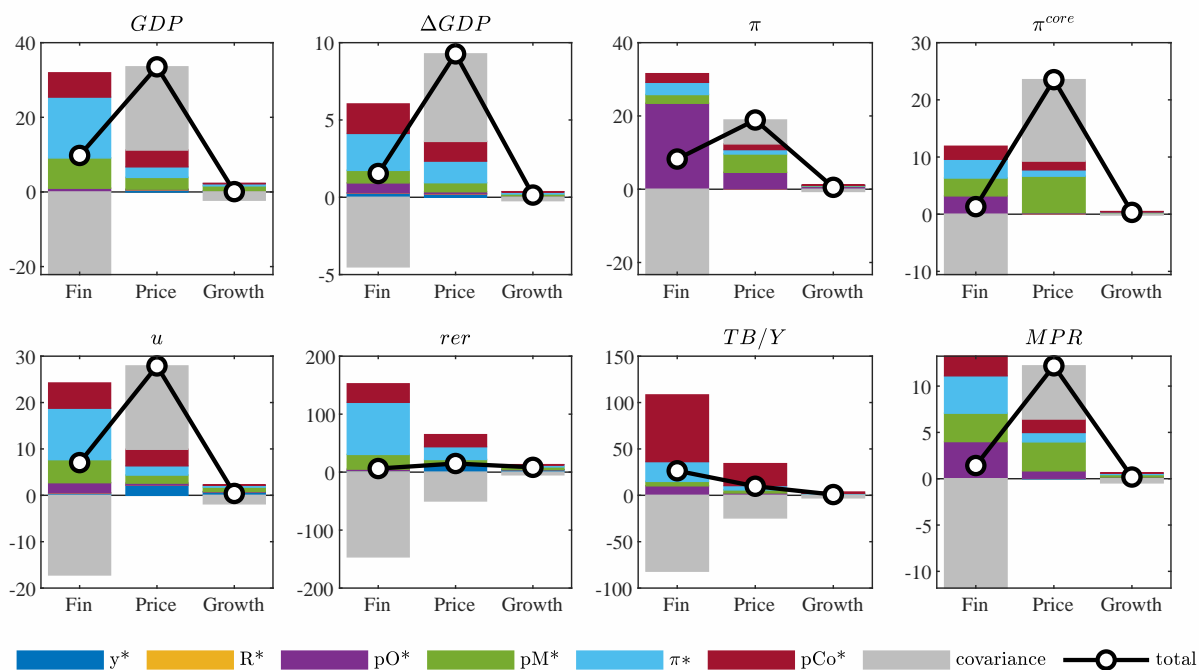 GDP ΔGDP π π^core
40 10 40 30
20 5 20 20
0 0 0 10
-20 -5 -20 0
-10
Fin Price Growth Fin Price Growth Fin Price Growth Fin Price Growth
u rer TB/Y MPR
30 200 150 10
20 100 100 5
10 0 50 0
0 -100 0 -5
-10 -200 -50 -10
-20 -100
Fin Price Growth Fin Price Growth Fin Price Growth Fin Price Growth
y* R* pO* pM* π* pCo* covariance total